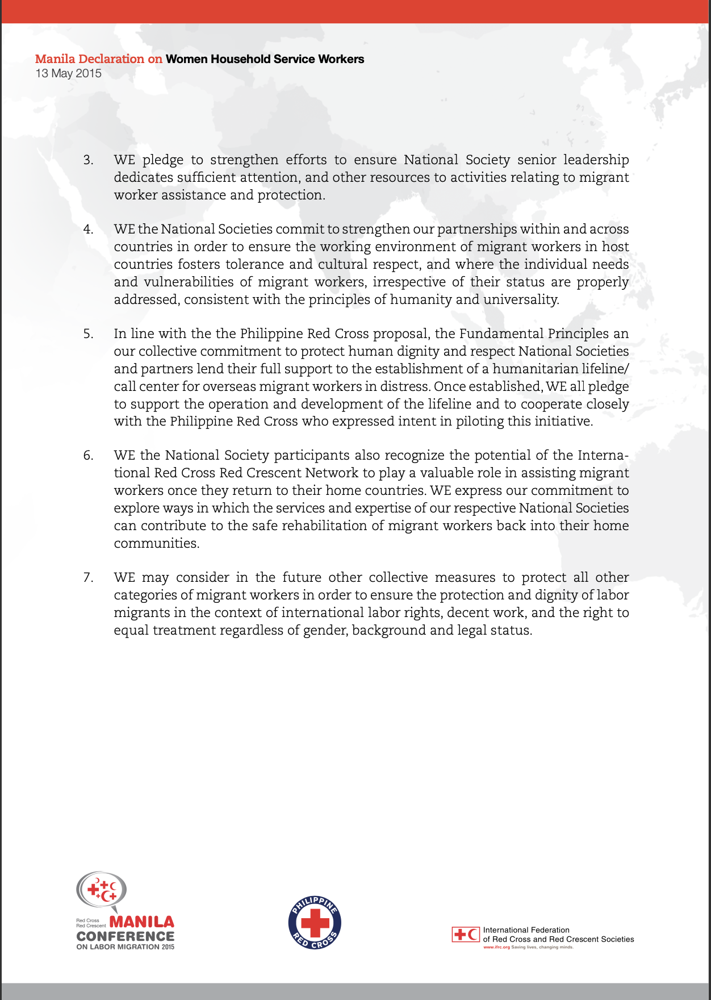 Manila Declaration on Women Household Service Workers
13 May 2015
3. WE pledge to strengthen efforts to ensure National Society senior leadership
dedicates sufficient attention, and other resources to activities relating to migrant
worker assistance and protection.
4. WE the National Societies commit to strengthen our partnerships within and across
countries in order to ensure the working environment of migrant workers in host
countries fosters tolerance and cultural respect, and where the individual needs
and vulnerabilities of migrant workers, irrespective of their status are properly
addressed, consistent with the principles of humanity and universality.
5. In line with the the Philippine Red Cross proposal, the Fundamental Principles an
our collective commitment to protect human dignity and respect National Societies
and partners lend their full support to the establishment of a humanitarian lifeline/
call center for overseas migrant workers in distress. Once established, WE all pledge
to support the operation and development of the lifeline and to cooperate closely
with the Philippine Red Cross who expressed intent in piloting this initiative.
6. WE the National Society participants also recognize the potential of the Interna-
tional Red Cross Red Crescent Network to play a valuable role in assisting migrant
workers once they return to their home countries. WE express our commitment to
explore ways in which the services and expertise of our respective National Societies
can contribute to the safe rehabilitation of migrant workers back into their home
communities.
7. WE may consider in the future other collective measures to protect all other
categories of migrant workers in order to ensure the protection and dignity of labor
migrants in the context of international labor rights, decent work, and the right to
equal treatment regardless of gender, background and legal status.
Red Cross
Red Crescent MANILA
CONFERENCE
ON LABOR MIGRATION 2015
PHILIPPINE
RED CROSS
International Federation
of Red Cross and Red Crescent Societies
www.ifrc.org Saving lives, changing minds.